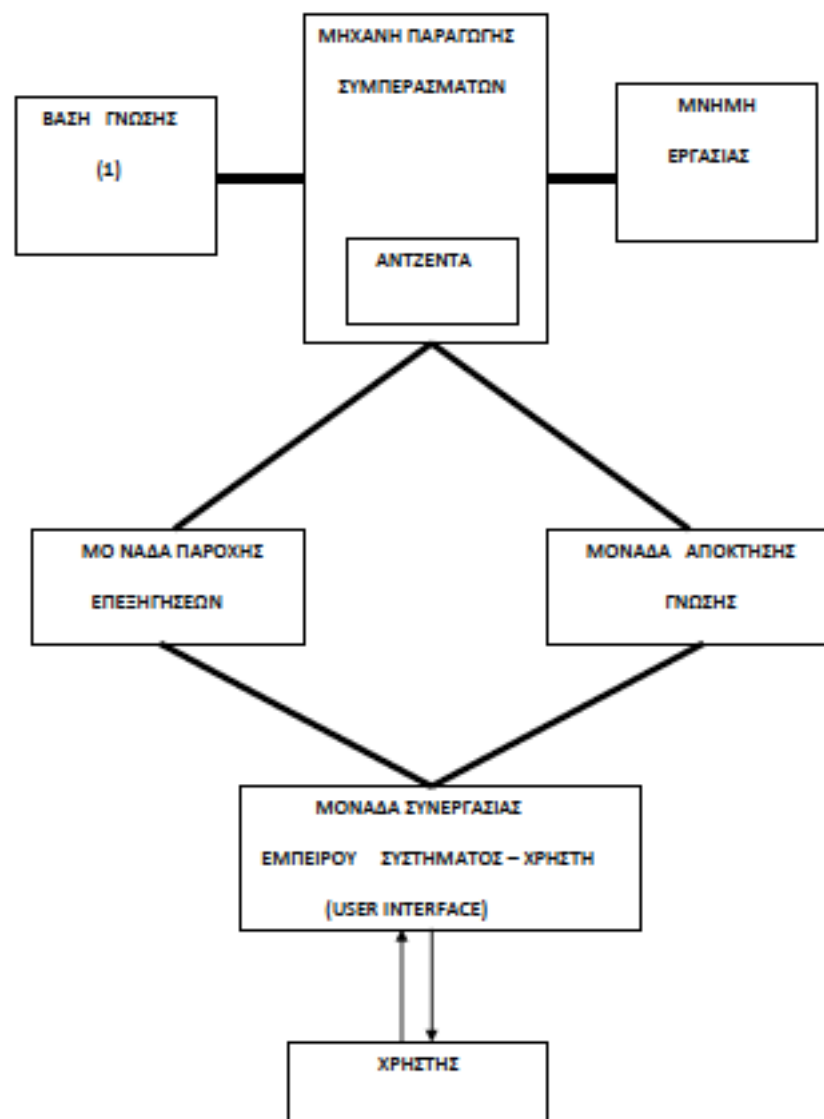 ΜΗΧΑΝΗ ΠΑΡΑΓΩΓΗΣ
ΣΥΜΠΕΡΑΣΜΑΤΩΝ
ΒΑΣΗ ΓΝΩΣΗΣ
(1)
ΜΝΗΜΗ
ΕΡΓΑΣΙΑΣ
ΑΝΤΖΕΝΤΑ
ΜΟ ΝΑΔΑ ΠΑΡΟΧΗΣ
ΕΠΕΞΗΓΗΣΕΩΝ
ΜΟΝΑΔΑ ΑΠΟΚΤΗΣΗΣ
ΓΝΩΣΗΣ
ΜΟΝΑΔΑ ΣΥΝΕΡΓΑΣΙΑΣ
ΕΜΠΕΙΡΟΥ ΣΥΣΤΗΜΑΤΟΣ – ΧΡΗΣΤΗ
(USER INTERFACE)
ΧΡΗΣΤΗΣ